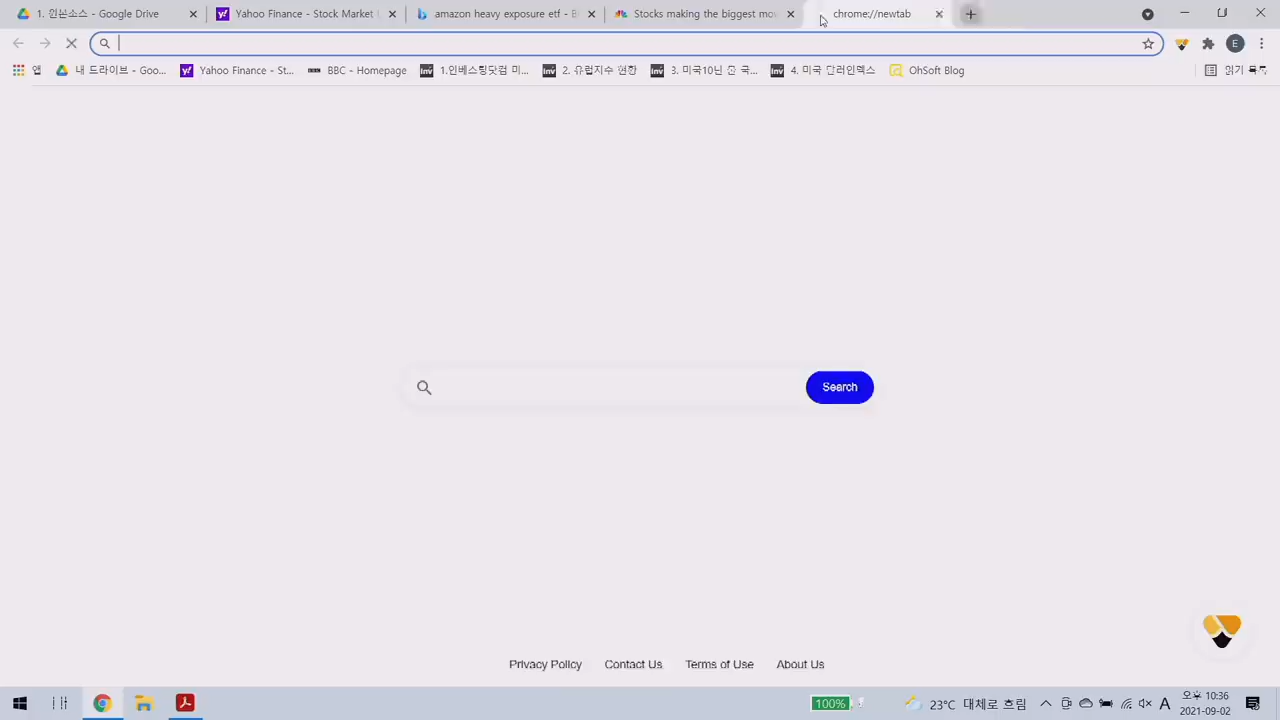 1. 원본소스 - Google Drive
Yahoo Finance - Stock Market L
amazon heavy exposure etf - B
Stocks making the biggest mo
chrome://newtab
앱
내 드라이브 - Goo...
Yahoo Finance - St...
BBC - Homepage
1.인베스팅닷컴 미...
2. 유럽지수 현황
3. 미국10년 물 국...
4. 미국 달러인덱스
OhSoft Blog
읽기 목록
E
Search
Privacy Policy
Contact Us
Terms of Use
About Us
100%
23°C 대체로 흐림
A
오후 10:36
2021-09-02